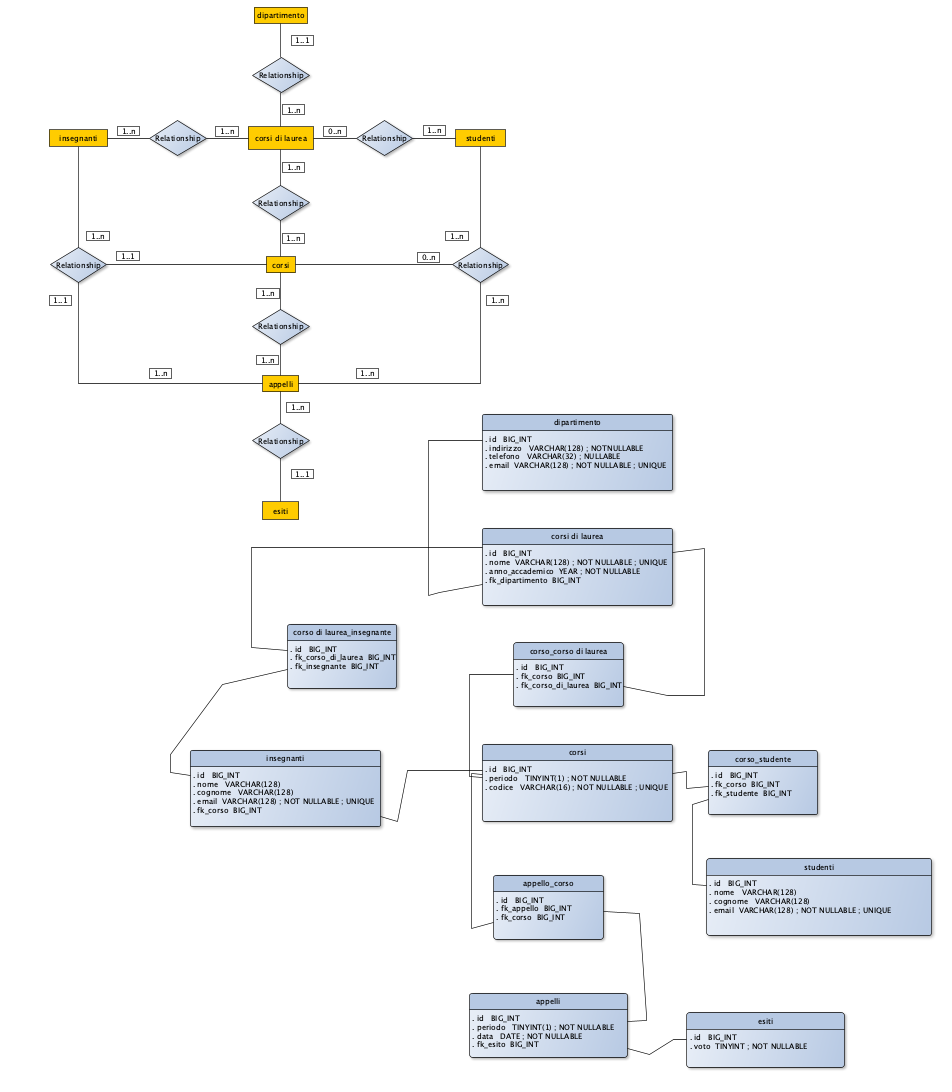 dipartimento
1..1
Relationship
1..n
insegnanti
1..n
Relationship
1..n
corsi di laurea
0..n
Relationship
1..n
studenti
1..n
Relationship
1..n
1..n
1..n
Relationship
1..1
corsi
0..n
Relationship
1..1
1..n
1..n
Relationship
1..n
1..n
1..n
appelli
1..n
Relationship
1..1
esiti
dipartimento
. id BIG_INT
. indirizzo VARCHAR(128) ; NOTNULLABLE
. telefono VARCHAR(32) ; NULLABLE
. email VARCHAR(128) ; NOT NULLABLE ; UNIQUE
corsi di laurea
. id BIG_INT
. nome VARCHAR(128) ; NOT NULLABLE ; UNIQUE
. anno_accademico YEAR ; NOT NULLABLE
. fk_dipartimento BIG_INT
corso di laurea_insegnante
. id BIG_INT
. fk_corso_di_laurea BIG_INT
. fk_insegnante BIG_INT
corso_corso di laurea
. id BIG_INT
. fk_corso BIG_INT
. fk_corso_di_laurea BIG_INT
insegnanti
. id BIG_INT
. nome VARCHAR(128)
. cognome VARCHAR(128)
. email VARCHAR(128) ; NOT NULLABLE ; UNIQUE
. fk_corso BIG_INT
corsi
. id BIG_INT
. periodo TINYINT(1) ; NOT NULLABLE
. codice VARCHAR(16) ; NOT NULLABLE ; UNIQUE
corso_studente
. id BIG_INT
. fk_corso BIG_INT
. fk_studente BIG_INT
studenti
. id BIG_INT
. nome VARCHAR(128)
. cognome VARCHAR(128)
. email VARCHAR(128) ; NOT NULLABLE ; UNIQUE
appello_corso
. id BIG_INT
. fk_appello BIG_INT
. fk_corso BIG_INT
appelli
. id BIG_INT
. periodo TINYINT(1) ; NOT NULLABLE
. data DATE ; NOT NULLABLE
. fk_esito BIG_INT
esiti
. id BIG_INT
. voto TINYINT ; NOT NULLABLE